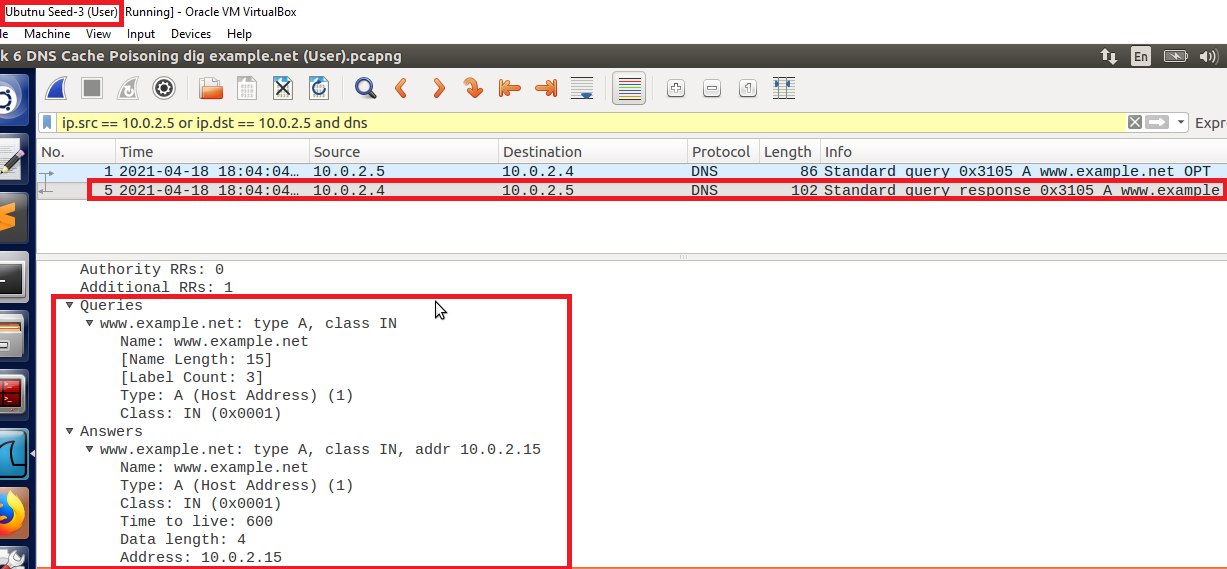 Ubutnu Seed-3 (User) Running] - Oracle VM VirtualBox
le Machine View Input Devices Help
k 6 DNS Cache Poisoning dig example.net (User).pcapng En
ip.src == 10.0.2.5 or ip.dst == 10.0.2.5 and dns Expr
No. Time Source Destination Protocol Length Info
1 2021-04-18 18:04:04… 10.0.2.5 10.0.2.4 DNS 86 Standard query 0x3105 A www.example.net OPT
5 2021-04-18 18:04:04… 10.0.2.4 10.0.2.5 DNS 102 Standard query response 0x3105 A www.example
Authority RRs: 0
Additional RRs: 1
Queries
www.example.net: type A, class IN
Name: www.example.net
[Name Length: 15]
[Label Count: 3]
Type: A (Host Address) (1)
Class: IN (0x0001)
Answers
www.example.net: type A, class IN, addr 10.0.2.15
Name: www.example.net
Type: A (Host Address) (1)
Class: IN (0x0001)
Time to live: 600
Data length: 4
Address: 10.0.2.15